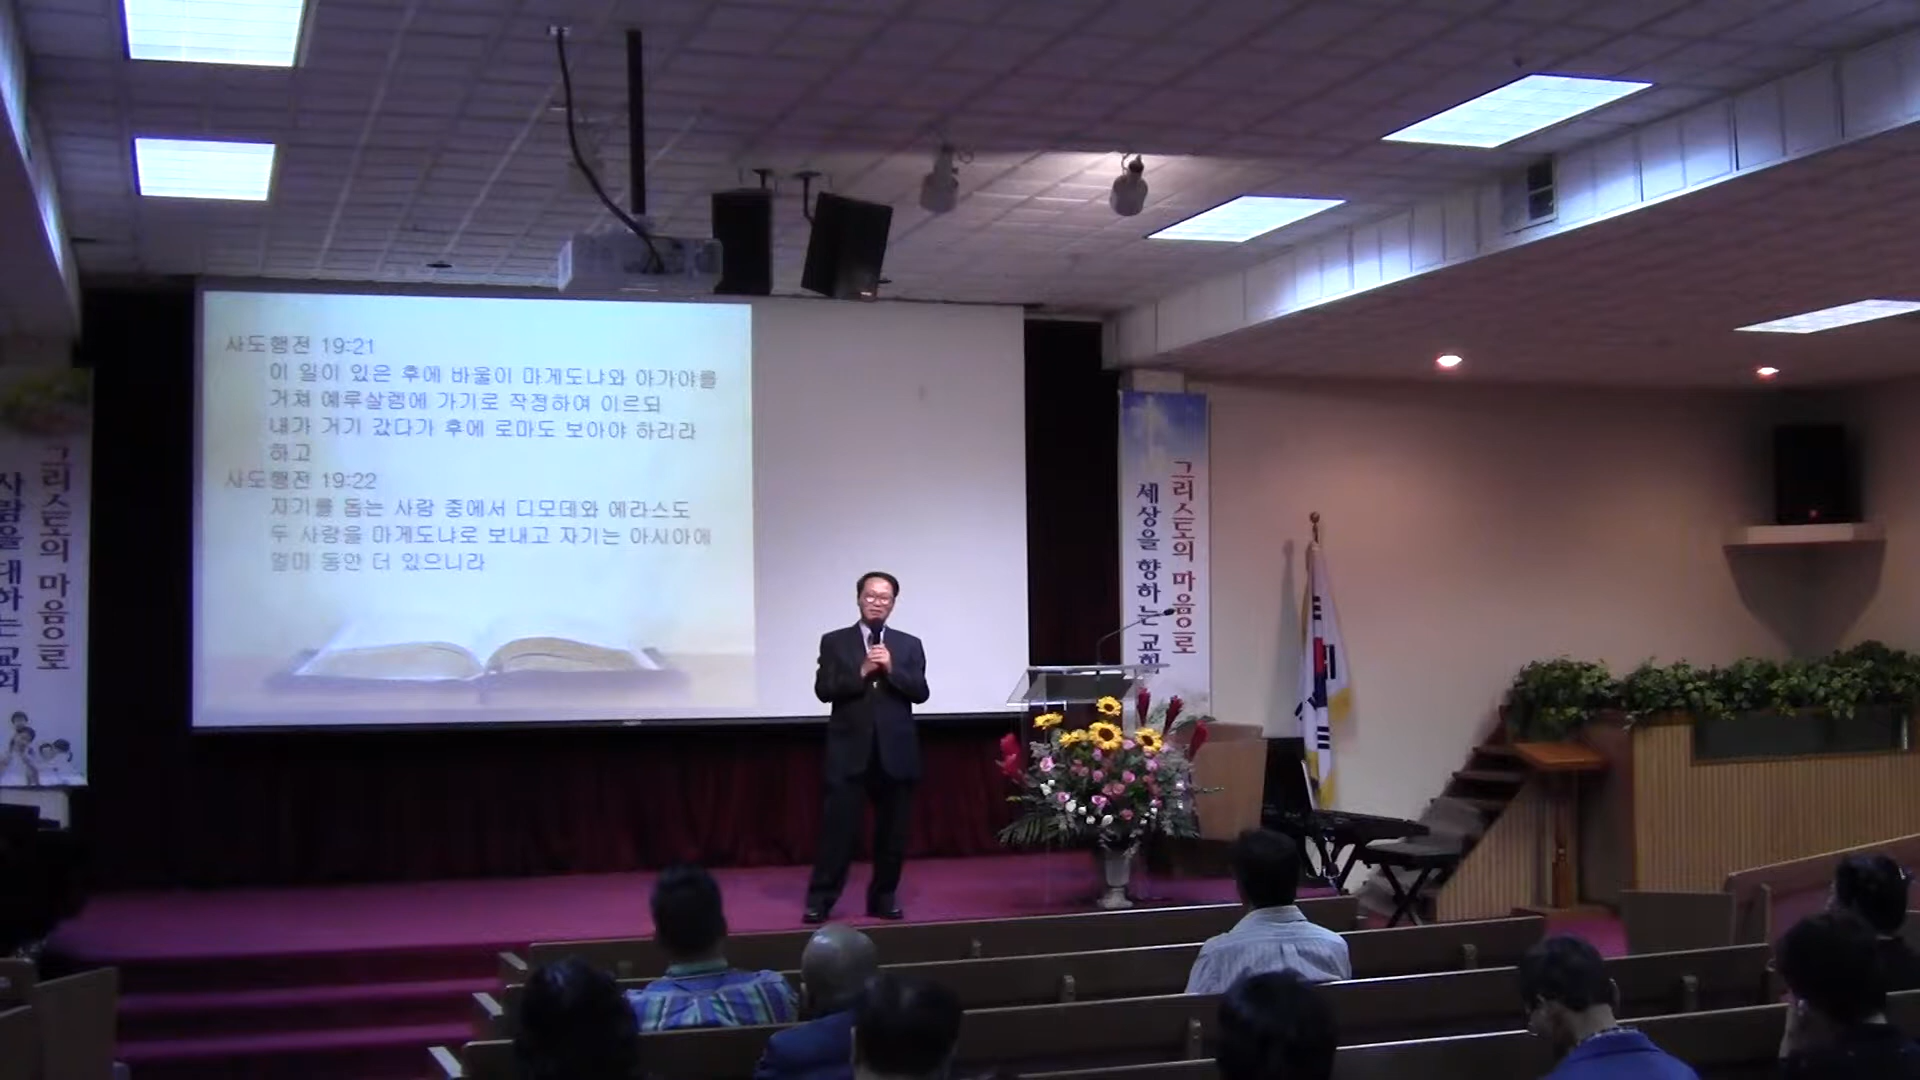 사도행전 19:21
이 일이 있은 후에 바울이 마게도냐와 아가야를
거쳐 예루살렘에 가기로 작정하여 이르되
내가 거기 갔다가 후에 로마도 보아야 하리라
하고
사도행전 19:22
자기를 돕는 사람 중에서 디모데와 에라스도
두 사람을 마게도냐로 보내고 자기는 아시아에
얼마 동안 더 있으니라
그리스도의 마음으로
사람을 대하는 교회
그리스도의 마음으로
세상을 향하는 교회